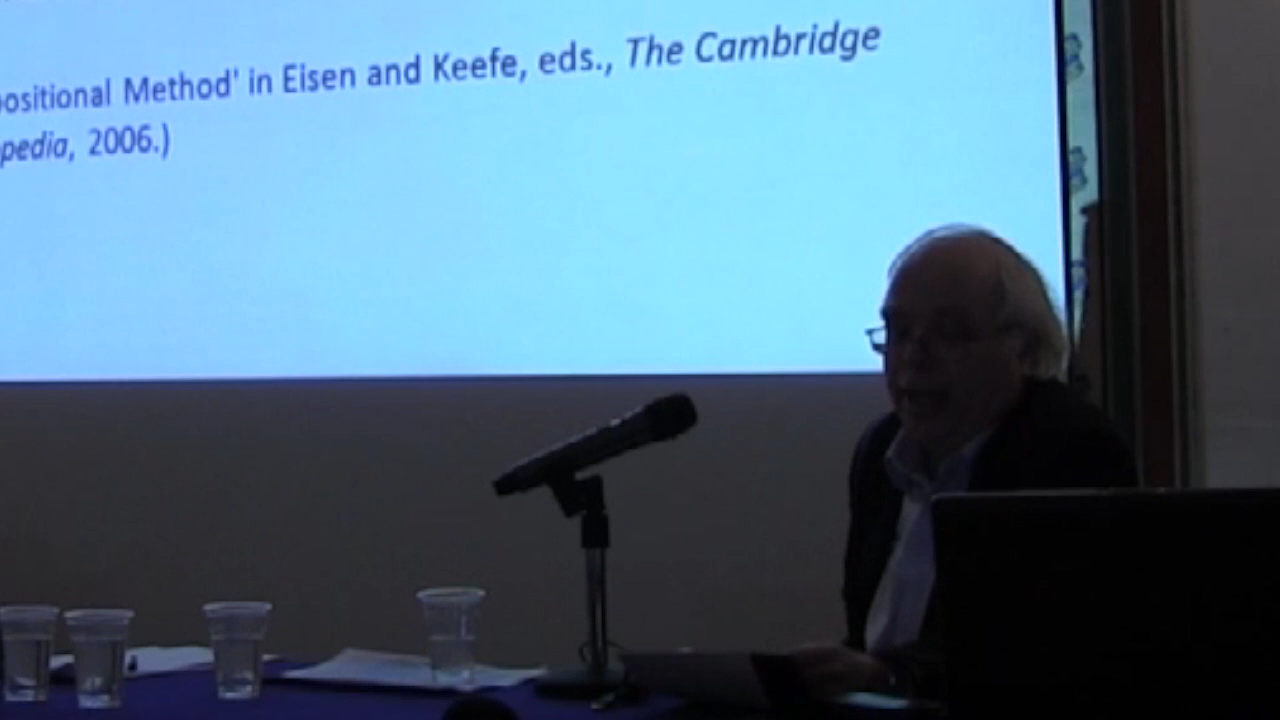 ositional Method' in Eisen and Keefe, eds., The Cambridge
pedia, 2006.)